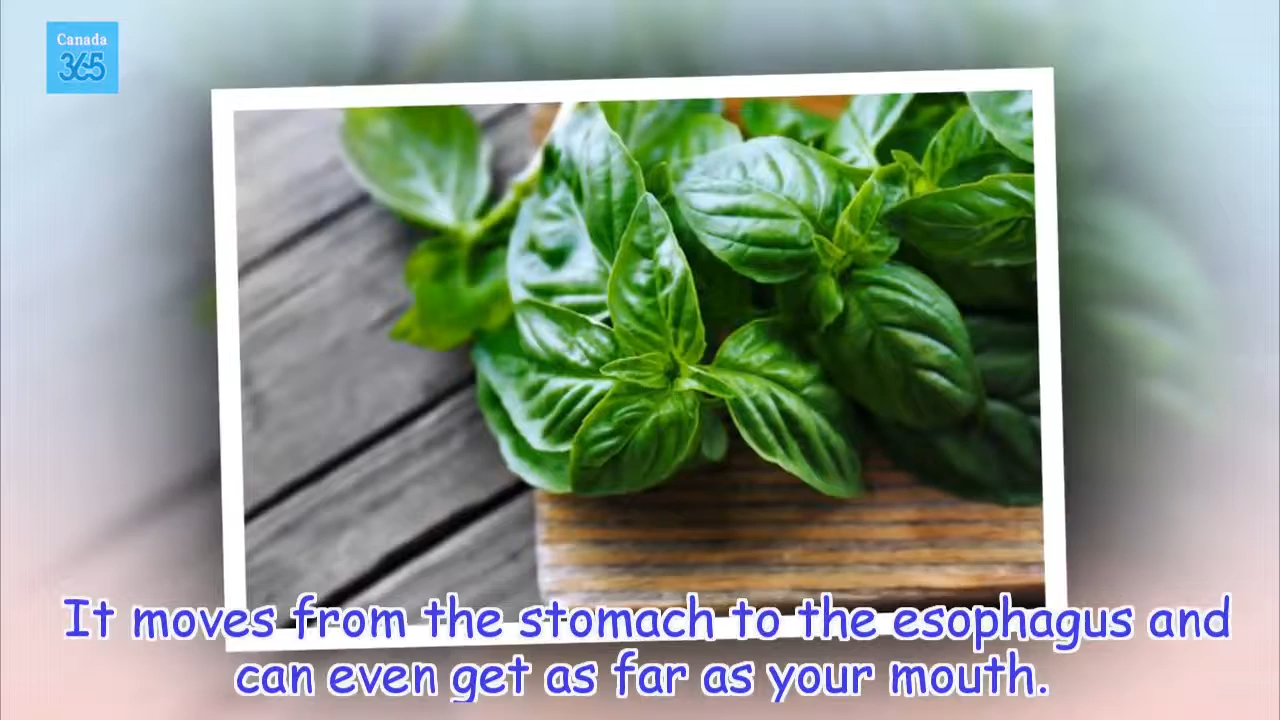 Canada
365
It moves from the stomach to the esophagus and
can even get as far as your mouth.